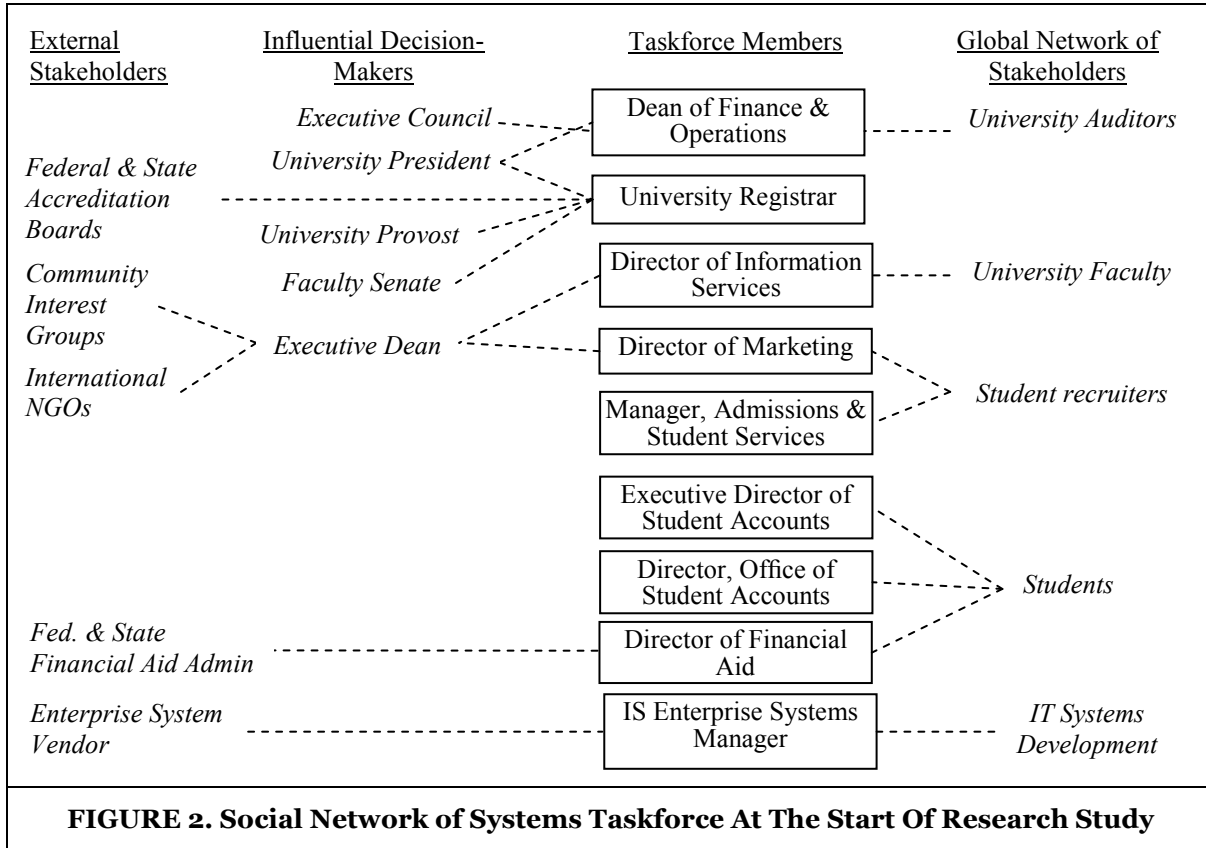 External
Stakeholders
Influential Decision-
Makers
Taskforce Members
Global Network of
Stakeholders
Executive Council
University President
Federal & State
Accreditation
Boards
University Provost
Faculty Senate
Community
Interest
Groups
Executive Dean
International
NGOs
Fed. & State
Financial Aid Admin
Enterprise System
Vendor
Dean of Finance &
Operations
University Registrar
Director of Information
Services
Director of Marketing
Manager, Admissions &
Student Services
Executive Director of
Student Accounts
Director, Office of
Student Accounts
Director of Financial
Aid
IS Enterprise Systems
Manager
University Auditors
University Faculty
Student recruiters
Students
IT Systems
Development
FIGURE 2. Social Network of Systems Taskforce At The Start Of Research Study